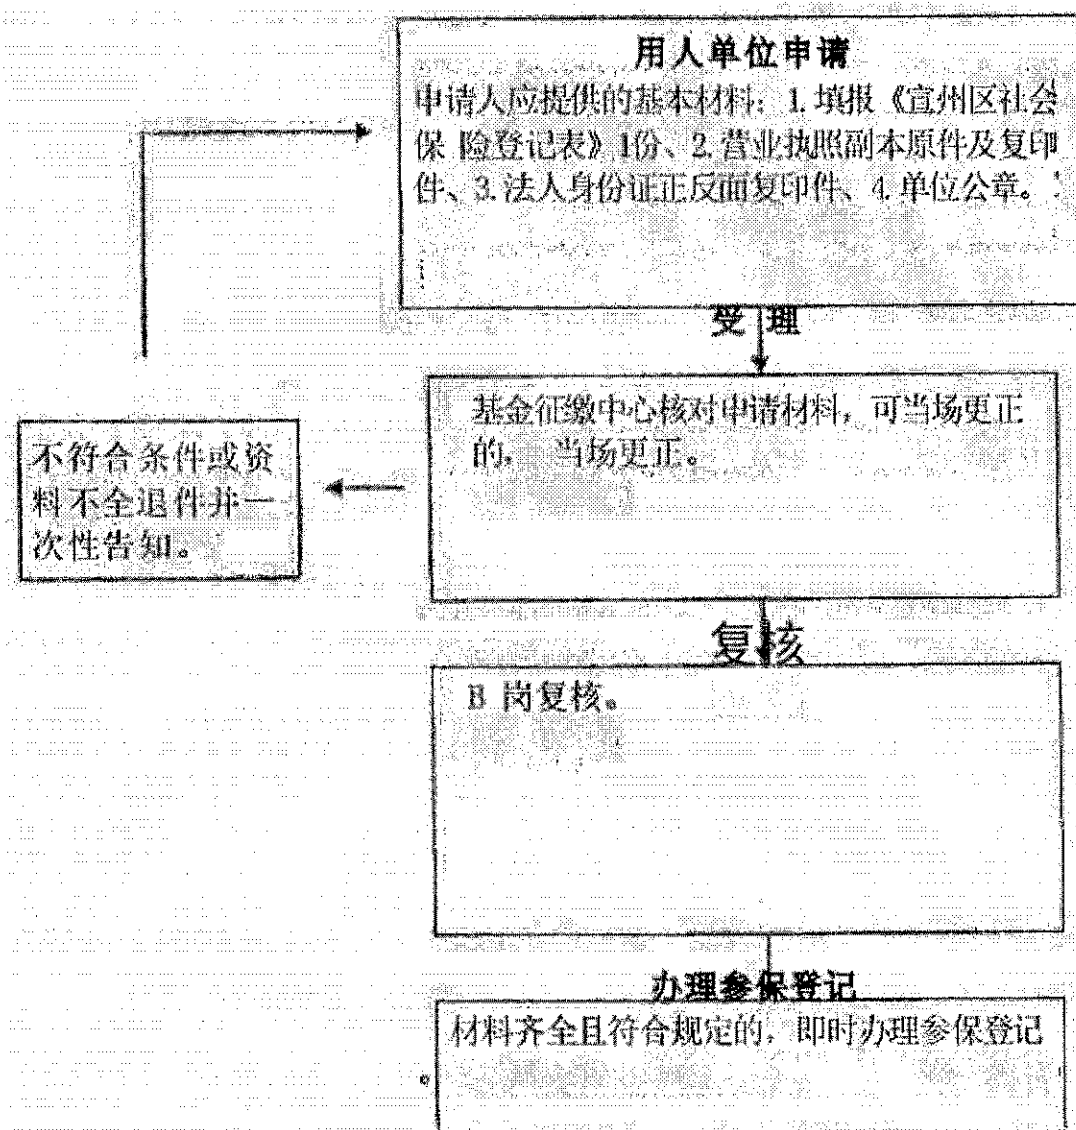 用人单位申请
申请人应提供的基本材料：1.填报《宜州区社会
保 险登记表》1份、2.营业执照副本原件及复印
件、3.法人身份证正反面复印件、4.单位公章。
受 理
基金征缴中心核对申请材料，可当场更正
的， 当场更正。
不符合条件或资
料不全退件并一
次性告知。
复核
B 岗复核。
办理参保登记
材料齐全且符合规定的，即时办理参保登记
。